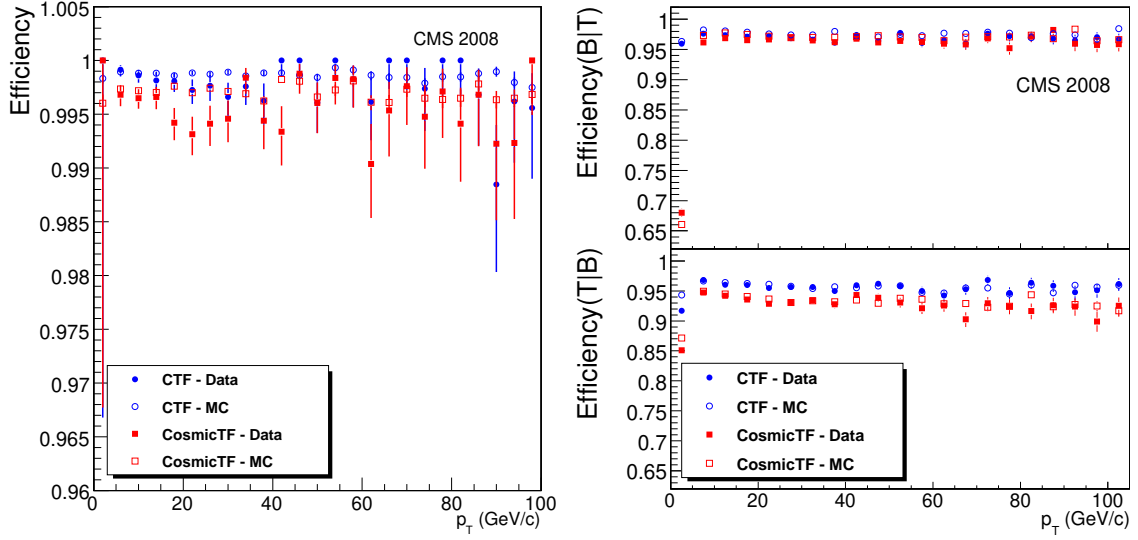 Efficiency
1.005
1
0.995
0.99
0.985
0.98
0.975
0.97
0.965
0.96
CMS 2008
CTF - Data
CTF - MC
CosmicTF - Data
CosmicTF - MC
0 20 40 60 80 100
p_T (GeV/c)
Efficiency(B|T)
1
0.95
0.9
0.85
0.8
0.75
0.7
0.65
CMS 2008
Efficiency(T|B)
1
0.95
0.9
0.85
0.8
0.75
0.7
0.65
CTF - Data
CTF - MC
CosmicTF - Data
CosmicTF - MC
0 20 40 60 80 100
p_T (GeV/c)